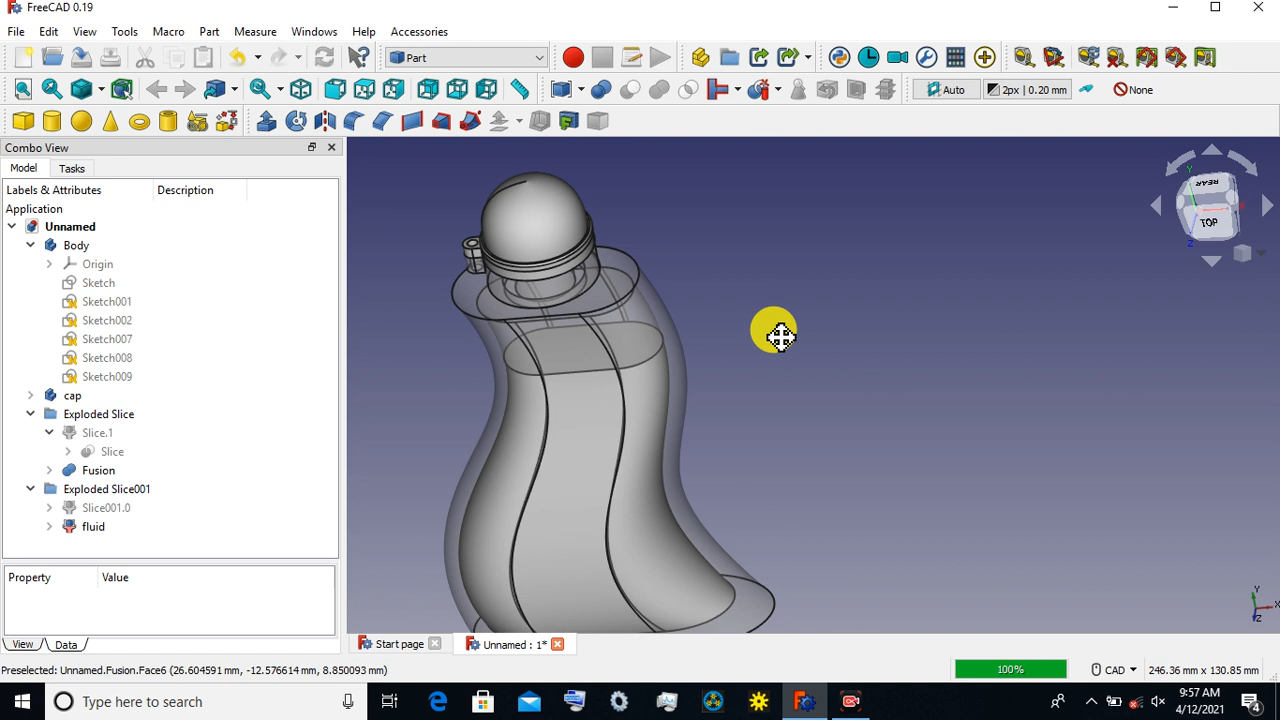 FreeCAD 0.19
File Edit View Tools Macro Part Measure Windows Help Accessories
Part
Auto 2px | 0.20 mm None
Combo View
Model Tasks
Labels & Attributes Description
Application
Unnamed
Body
Origin
Sketch
Sketch001
Sketch002
Sketch007
Sketch008
Sketch009
cap
Exploded Slice
Slice.1
Slice
Fusion
Exploded Slice001
Slice001.0
fluid
REAR
TOP
Y
X
Z
Property Value
Y
X
Z
View Data
Start page Unnamed : 1*
Preselected: Unnamed.Fusion.Face6 (26.604591 mm, -12.576614 mm, 8.850093 mm) 100% CAD 246.36 mm x 130.85 mm
Type here to search
9:57 AM
4/12/2021
4